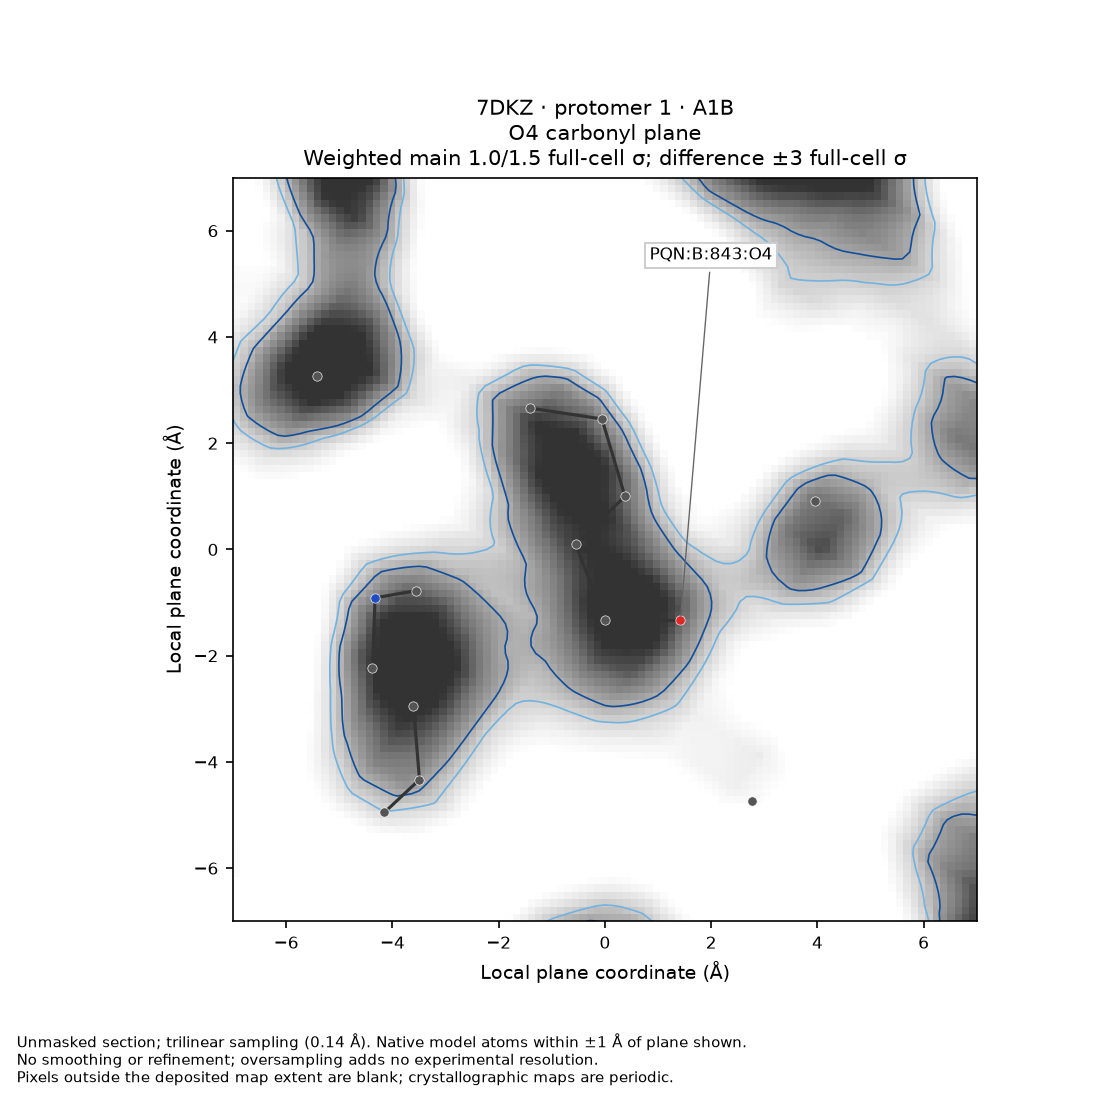 7DKZ · protomer 1 · A1B
O4 carbonyl plane
Weighted main 1.0/1.5 full-cell σ; difference ±3 full-cell σ
PQN:B:843:O4
6
4
2
0
−2
−4
−6
Local plane coordinate (Å)
−6 −4 −2 0 2 4 6
Local plane coordinate (Å)
Unmasked section; trilinear sampling (0.14 Å). Native model atoms within ±1 Å of plane shown.
No smoothing or refinement; oversampling adds no experimental resolution.
Pixels outside the deposited map extent are blank; crystallographic maps are periodic.